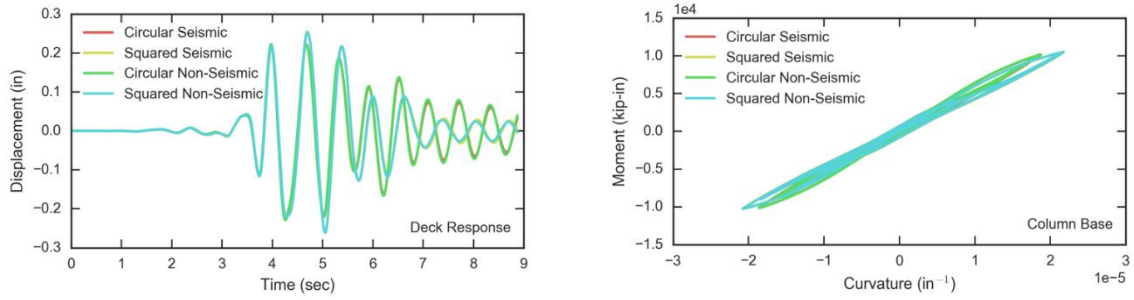 0.3
0.2
0.1
0.0
−0.1
−0.2
−0.3
Displacement (in)
Circular Seismic
Squared Seismic
Circular Non-Seismic
Squared Non-Seismic
Deck Response
0 1 2 3 4 5 6 7 8 9
Time (sec)
1e4
1.5
1.0
0.5
0.0
−0.5
−1.0
−1.5
Moment (kip-in)
Circular Seismic
Squared Seismic
Circular Non-Seismic
Squared Non-Seismic
Column Base
−3 −2 −1 0 1 2 3
1e−5
Curvature (in⁻¹)